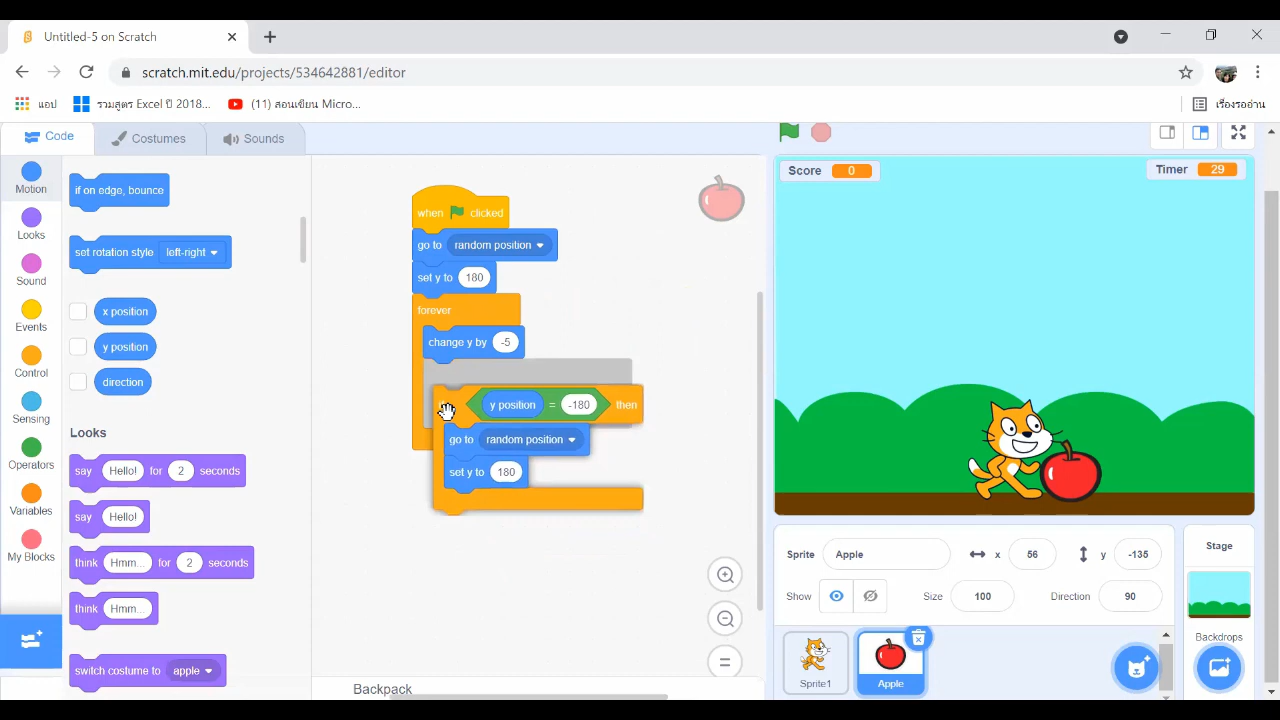 Untitled-5 on Scratch
scratch.mit.edu/projects/534642881/editor
แอป
รวมสูตร Excel ปี 2018...
(11) สอนเขียน Micro...
เรื่องรออ่าน
Code
Costumes
Sounds
Motion
Looks
Sound
Events
Control
Sensing
Operators
Variables
My Blocks
if on edge, bounce
set rotation style left-right
x position
y position
direction
Looks
say Hello! for 2 seconds
say Hello!
think Hmm... for 2 seconds
think Hmm...
switch costume to apple
when clicked
go to random position
set y to 180
forever
change y by -5
y position = -180 then
go to random position
set y to 180
Backpack
Score 0
Timer 29
Sprite Apple x 56 y -135
Show Size 100 Direction 90
Sprite1
Apple
Stage
Backdrops